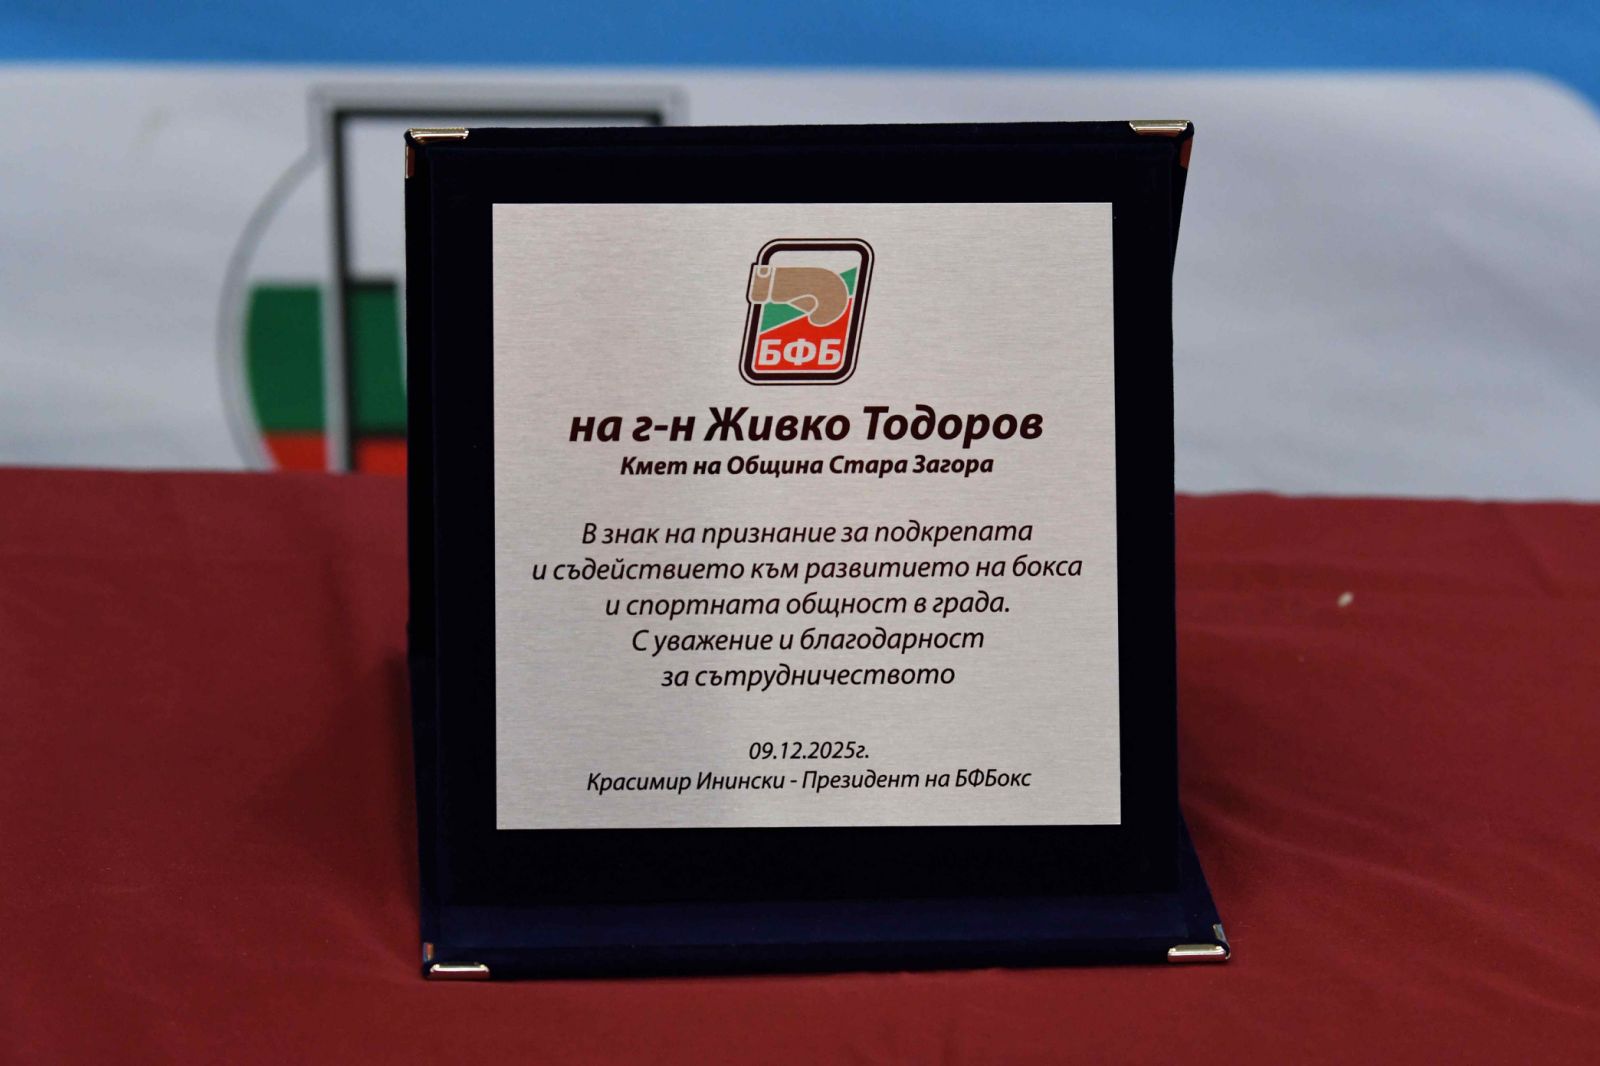 БФБ
на г-н Живко Тодоров
Кмет на Община Стара Загора
В знак на признание за подкрепата
и съдействието към развитието на бокса
и спортната общност в града.
С уважение и благодарност
за сътрудничеството
09.12.2025г.
Красимир Инински - Президент на БФБокс